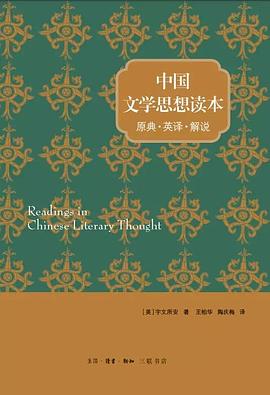 中国
文学思想读本
原典·英译·解说
Readings in
Chinese Literary Thought
[美]宇文所安 著 王柏华 陶庆梅 译
生活·讀書·新知 三联书店